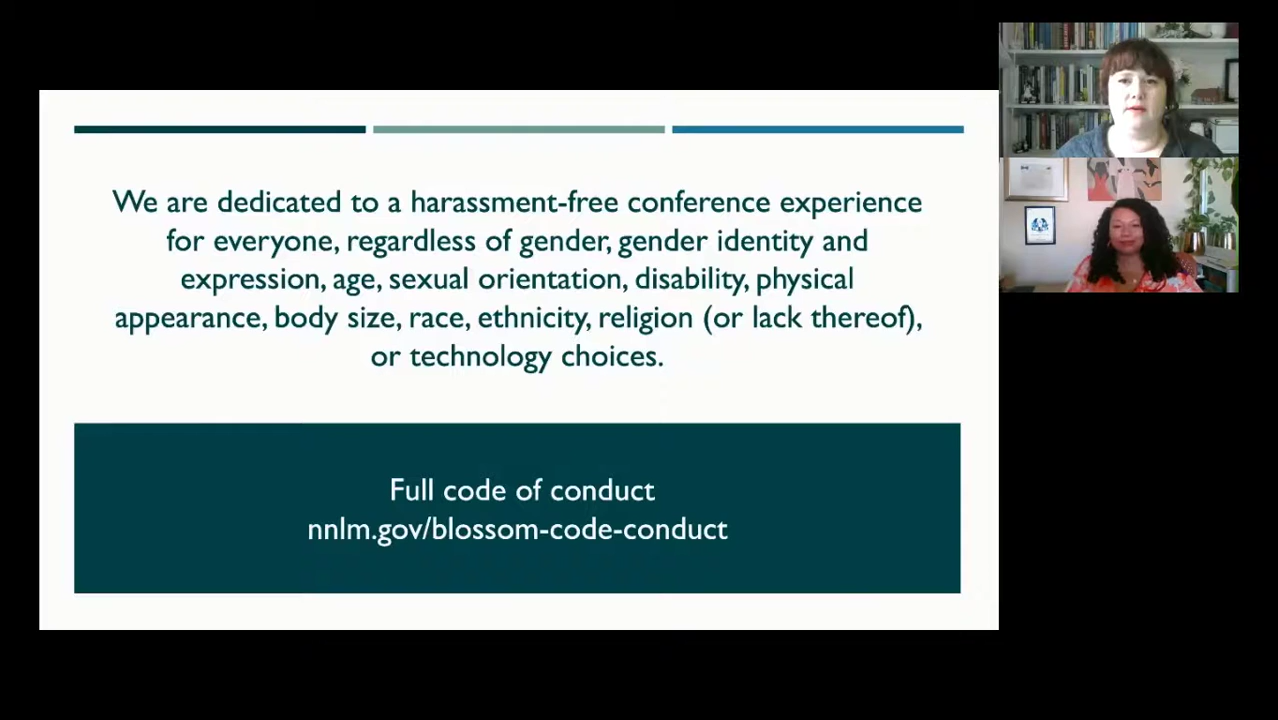 We are dedicated to a harassment-free conference experience
for everyone, regardless of gender, gender identity and
expression, age, sexual orientation, disability, physical
appearance, body size, race, ethnicity, religion (or lack thereof),
or technology choices.
Full code of conduct
nnlm.gov/blossom-code-conduct